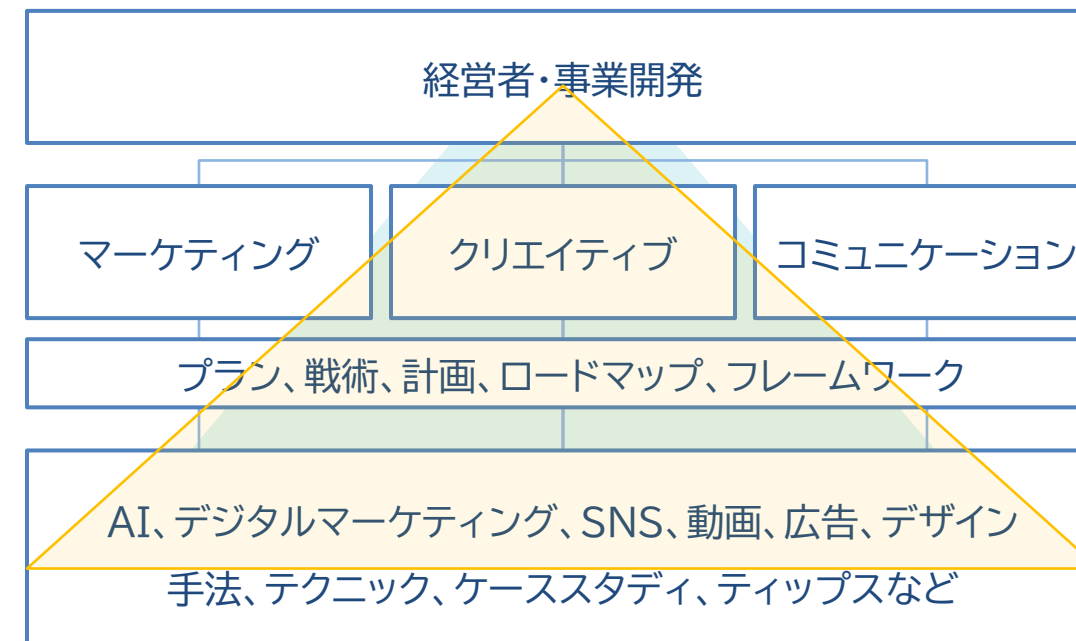 経営者・事業開発
マーケティング
クリエイティブ
コミュニケーション
プラン、戦術、計画、ロードマップ、フレームワーク
AI、デジタルマーケティング、SNS、動画、広告、デザイン
手法、テクニック、ケーススタディ、ティップスなど